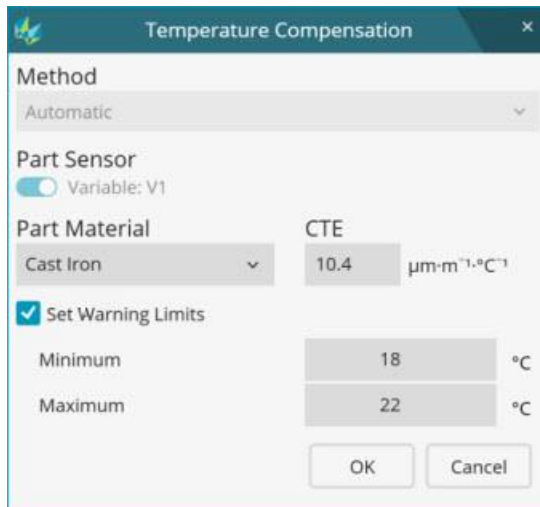 Temperature Compensation ×
Method
Automatic
Part Sensor
Variable: V1
Part Material CTE
Cast Iron 10.4 µm·m⁻¹·°C⁻¹
Set Warning Limits
Minimum 18 °C
Maximum 22 °C
OK Cancel